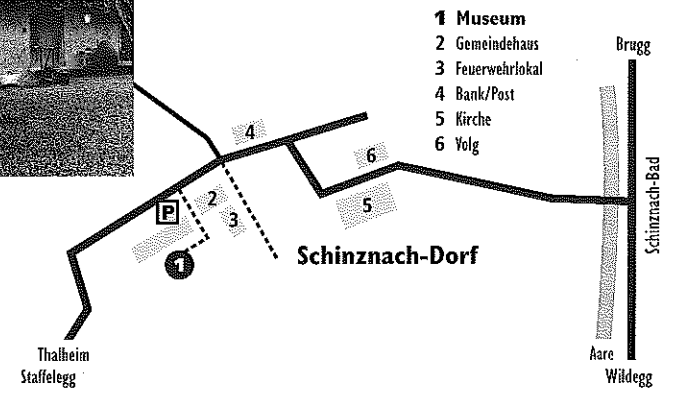 1 Museum
2 Gemeindehaus
3 Feuerwehrlokal
4 Bank/Post
5 Kirche
6 Volg
Brugg
4
6
2
P
3
5
1
Schinznach-Dorf
Schinznach-Bad
Thalheim
Staffelegg
Aare
Wildegg